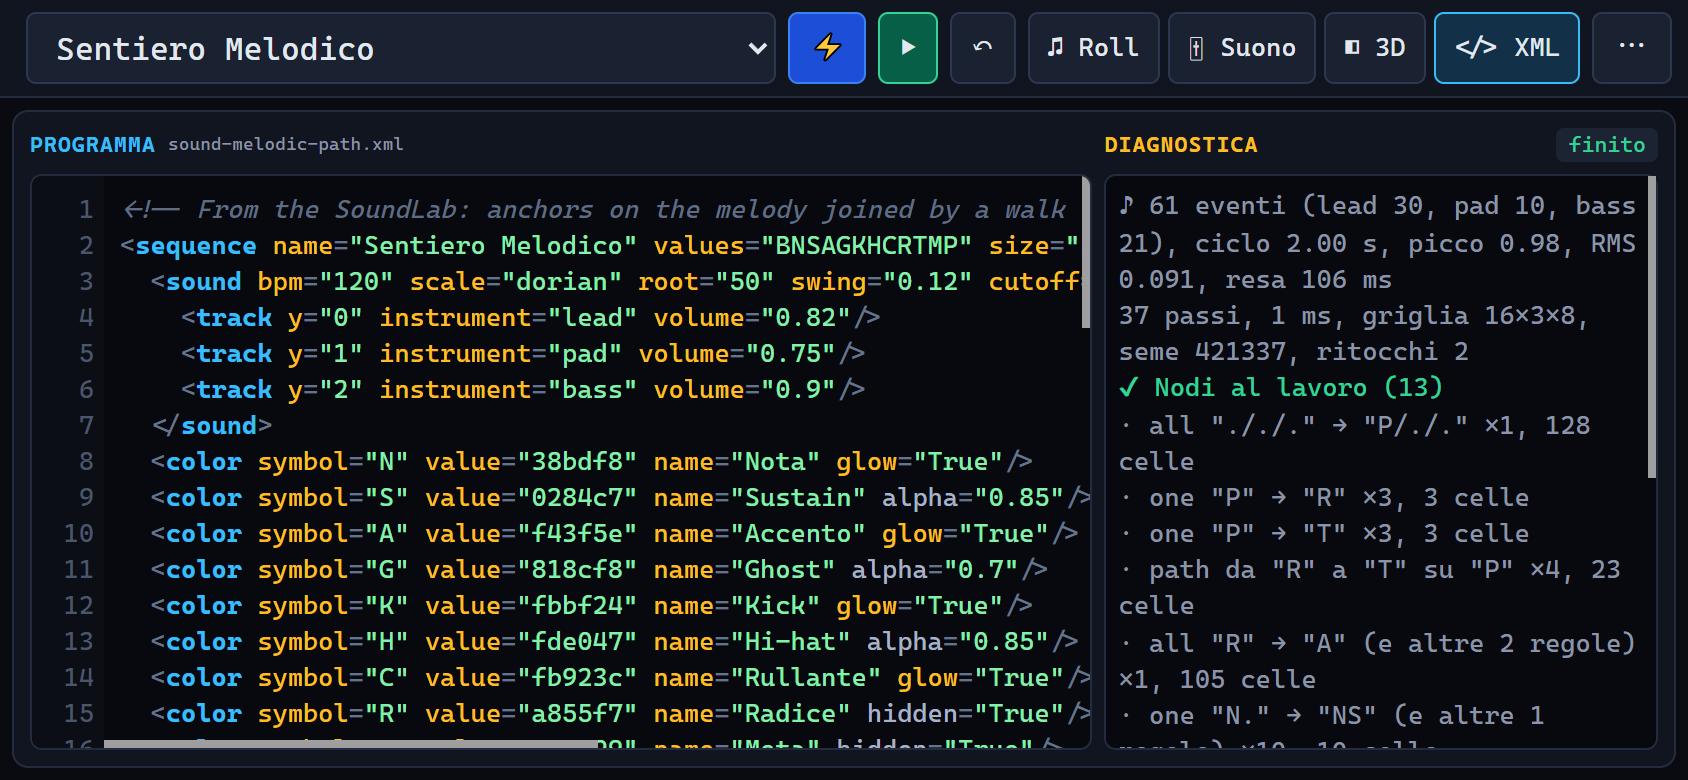 Sentiero Melodico
⚡ ▶ ⤺ ♫ Roll Suono ◧ 3D </> XML ···
PROGRAMMA sound-melodic-path.xml
1 <!-- From the SoundLab: anchors on the melody joined by a walk
2 <sequence name="Sentiero Melodico" values="BNSAGKHCRTMP" size="
3 <sound bpm="120" scale="dorian" root="50" swing="0.12" cutoff=
4 <track y="0" instrument="lead" volume="0.82"/>
5 <track y="1" instrument="pad" volume="0.75"/>
6 <track y="2" instrument="bass" volume="0.9"/>
7 </sound>
8 <color symbol="N" value="38bdf8" name="Nota" glow="True"/>
9 <color symbol="S" value="0284c7" name="Sustain" alpha="0.85"/>
10 <color symbol="A" value="f43f5e" name="Accento" glow="True"/>
11 <color symbol="G" value="818cf8" name="Ghost" alpha="0.7"/>
12 <color symbol="K" value="fbbf24" name="Kick" glow="True"/>
13 <color symbol="H" value="fde047" name="Hi-hat" alpha="0.85"/>
14 <color symbol="C" value="fb923c" name="Rullante" glow="True"/>
15 <color symbol="R" value="a855f7" name="Radice" hidden="True"/>
16 name="Meta" hidden="True"/>
DIAGNOSTICA finito
♪ 61 eventi (lead 30, pad 10, bass
21), ciclo 2.00 s, picco 0.98, RMS
0.091, resa 106 ms
37 passi, 1 ms, griglia 16×3×8,
seme 421337, ritocchi 2
✓ Nodi al lavoro (13)
· all "././." → "P/./." ×1, 128
celle
· one "P" → "R" ×3, 3 celle
· one "P" → "T" ×3, 3 celle
· path da "R" a "T" su "P" ×4, 23
celle
· all "R" → "A" (e altre 2 regole)
×1, 105 celle
· one "N." → "NS" (e altre 1
regole) ×10, 10 celle